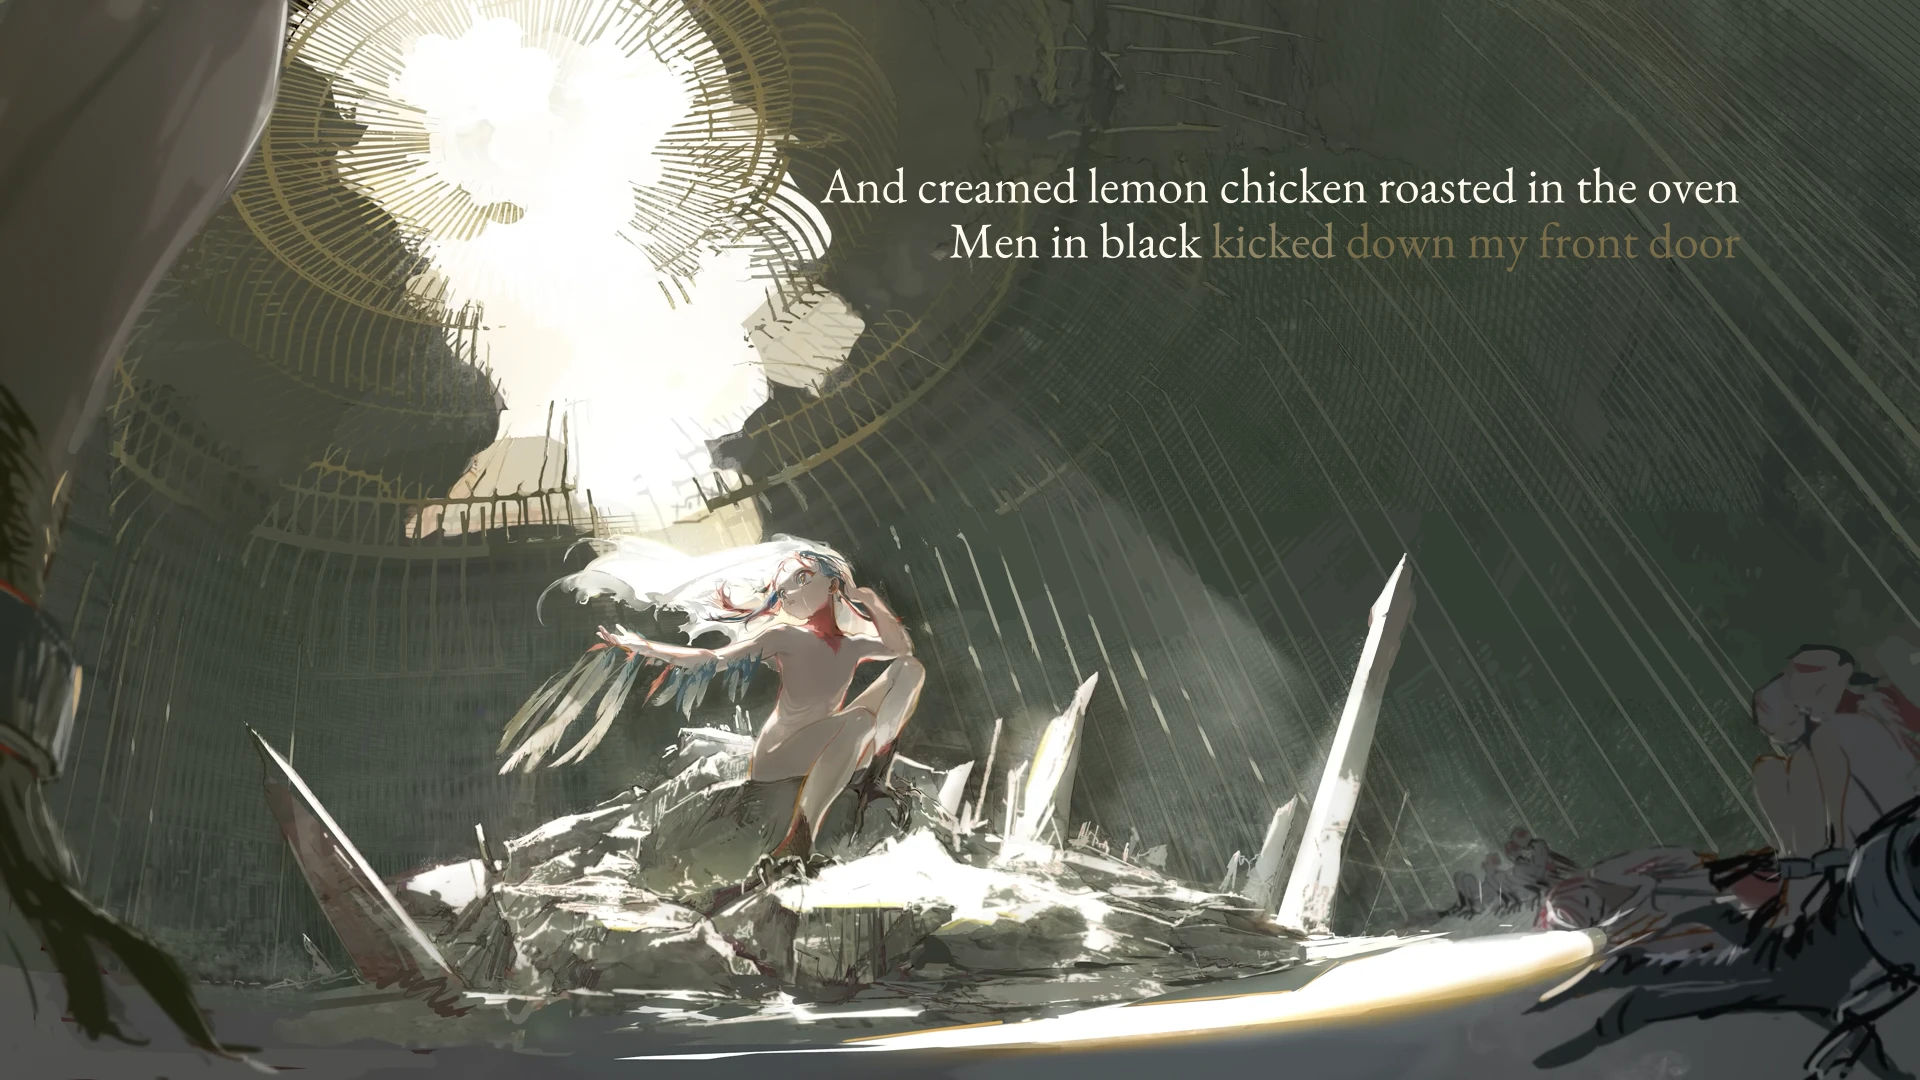 And creamed lemon chicken roasted in the oven
Men in black kicked down my front door